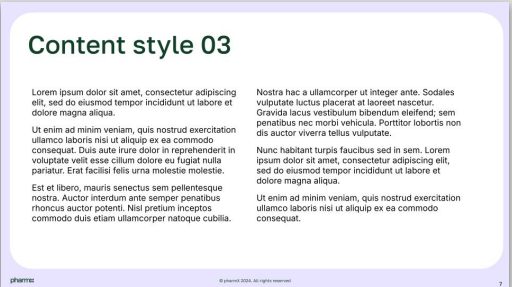 Content style 03
Lorem ipsum dolor sit amet, consectetur adipiscing
elit, sed do eiusmod tempor incididunt ut labore et
dolore magna aliqua.
Ut enim ad minim veniam, quis nostrud exercitation
ullamco laboris nisi ut aliquip ex ea commodo
consequat. Duis aute irure dolor in reprehenderit in
voluptate velit esse cillum dolore eu fugiat nulla
pariatur. Erat facilisi felis urna molestie molestie.
Est et libero, mauris senectus sem pellentesque
nostra. Auctor interdum ante semper penatibus
rhoncus auctor potenti. Nisl pretium inceptos
commodo duis etiam ullamcorper natoque cubilia.
Nostra hac a ullamcorper ut integer ante. Sodales
vulputate luctus placerat at laoreet nascetur.
Gravida lacus vestibulum bibendum eleifend; sem
penatibus nec morbi vehicula. Porttitor lobortis non
dis auctor viverra tellus vulputate.
Nunc habitant turpis faucibus sed in sem. Lorem
ipsum dolor sit amet, consectetur adipiscing elit,
sed do eiusmod tempor incididunt ut labore et
dolore magna aliqua.
Ut enim ad minim veniam, quis nostrud exercitation
ullamco laboris nisi ut aliquip ex ea commodo
consequat.
© pharmit 2024. All rights reserved
7